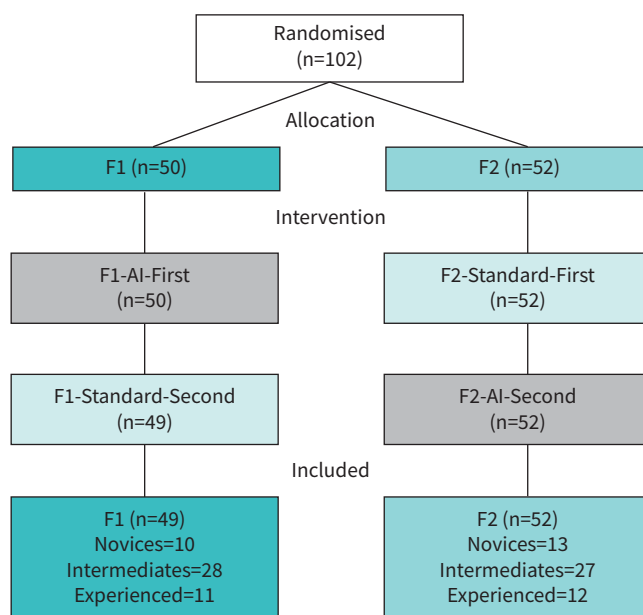 Randomised
(n=102)
Allocation
F1 (n=50)
F2 (n=52)
Intervention
F1-AI-First
(n=50)
F2-Standard-First
(n=52)
F1-Standard-Second
(n=49)
F2-AI-Second
(n=52)
Included
F1 (n=49)
Novices=10
Intermediates=28
Experienced=11
F2 (n=52)
Novices=13
Intermediates=27
Experienced=12